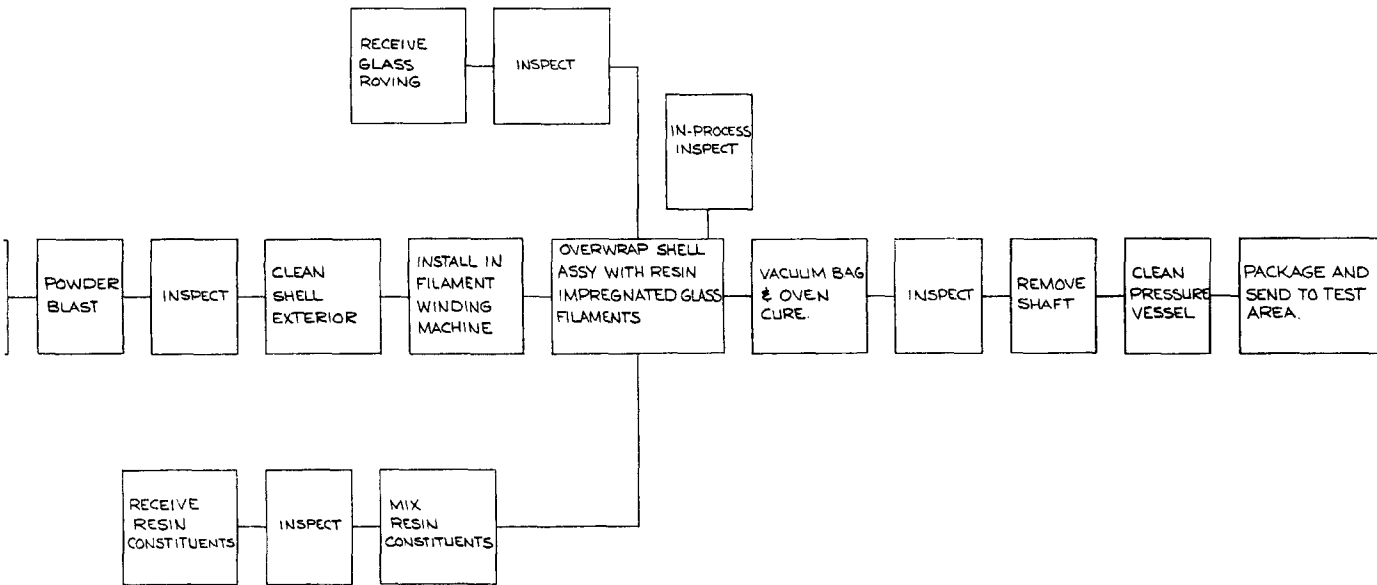 RECEIVE
GLASS
ROVING
INSPECT
IN-PROCESS
INSPECT
POWDER
BLAST
INSPECT
CLEAN
SHELL
EXTERIOR
INSTALL IN
FILAMENT
WINDING
MACHINE
OVERWRAP SHELL
ASSY WITH RESIN
IMPREGNATED GLASS
FILAMENTS
VACUUM BAG
& OVEN
CURE.
INSPECT
REMOVE
SHAFT
CLEAN
PRESSURE
VESSEL
PACKAGE AND
SEND TO TEST
AREA.
RECEIVE
RESIN
CONSTITUENTS
INSPECT
MIX
RESIN
CONSTITUENTS